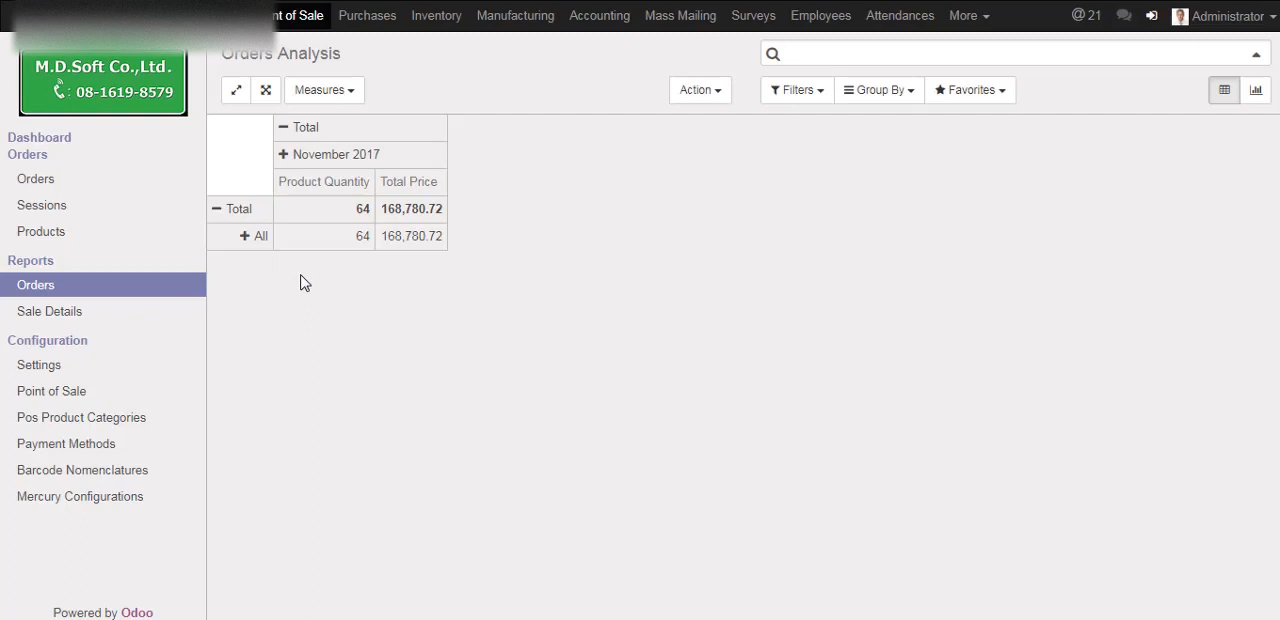 nt of Sale Purchases Inventory Manufacturing Accounting Mass Mailing Surveys Employees Attendances More @ 21 Administrator
M.D.Soft Co.,Ltd.
: 08-1619-8579
Orders Analysis
Measures Action Filters Group By Favorites
Dashboard
Orders
Orders
Sessions
Products
Reports
Orders
Sale Details
Configuration
Settings
Point of Sale
Pos Product Categories
Payment Methods
Barcode Nomenclatures
Mercury Configurations
Powered by Odoo
Total
November 2017
Product Quantity Total Price
Total 64 168,780.72
All 64 168,780.72